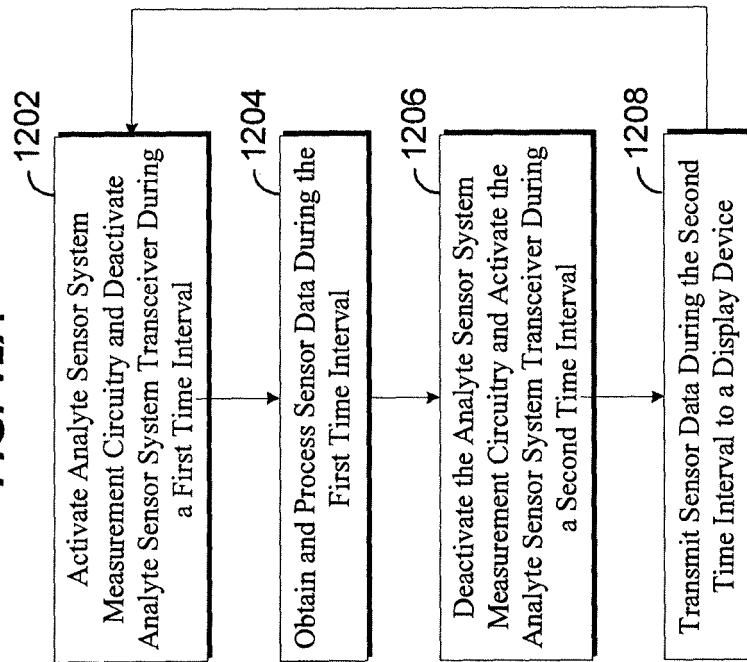 1202
Activate Analyte Sensor System
Measurement Circuitry and Deactivate
Analyte Sensor System Transceiver During
a First Time Interval
1204
Obtain and Process Sensor Data During the
First Time Interval
1206
Deactivate the Analyte Sensor System
Measurement Circuitry and Activate the
Analyte Sensor System Transceiver During
a Second Time Interval
1208
Transmit Sensor Data During the Second
Time Interval to a Display Device